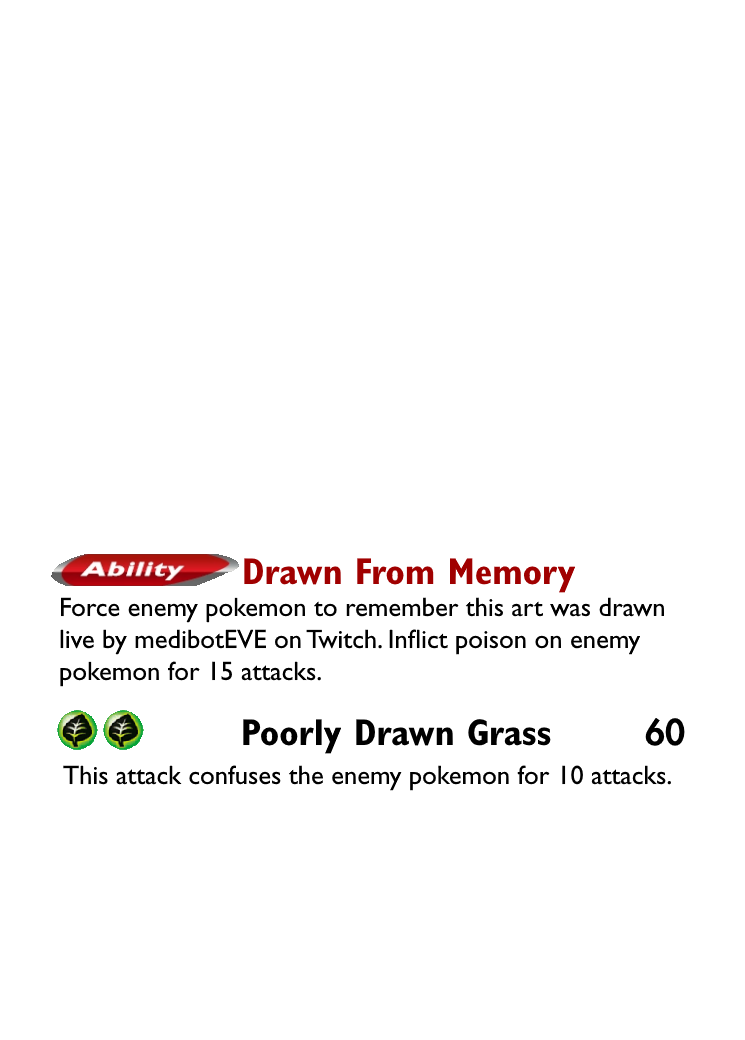 Ability Drawn From Memory
Force enemy pokemon to remember this art was drawn
live by medibotEVE on Twitch. Inflict poison on enemy
pokemon for 15 attacks.
Poorly Drawn Grass 60
This attack confuses the enemy pokemon for 10 attacks.